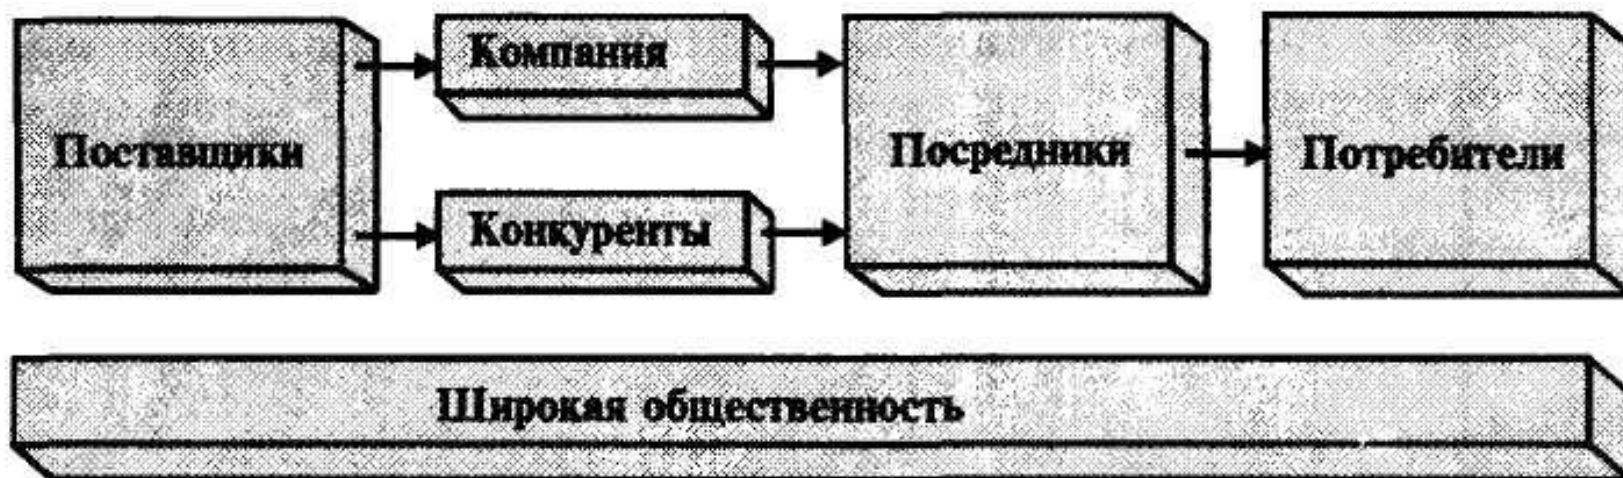 Поставщики
Компания
Конкуренты
Посредники
Потребители
Широкая общественность